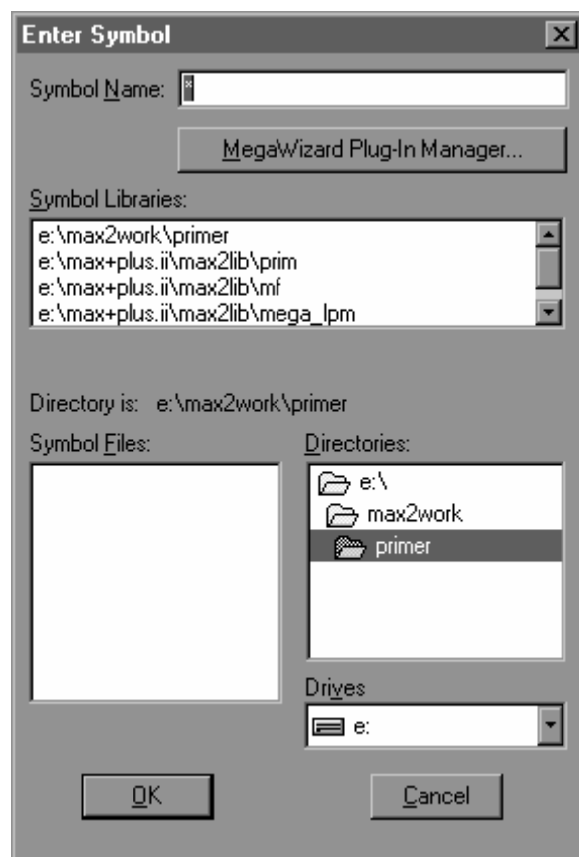 Enter Symbol
Symbol Name: *
MegaWizard Plug-In Manager...
Symbol Libraries:
e:\max2work\primer
e:\max+plus.ii\max2lib\prim
e:\max+plus.ii\max2lib\mf
e:\max+plus.ii\max2lib\mega_lpm
Directory is: e:\max2work\primer
Symbol Files:
Directories:
e:\
max2work
primer
Drives
e:
OK
Cancel